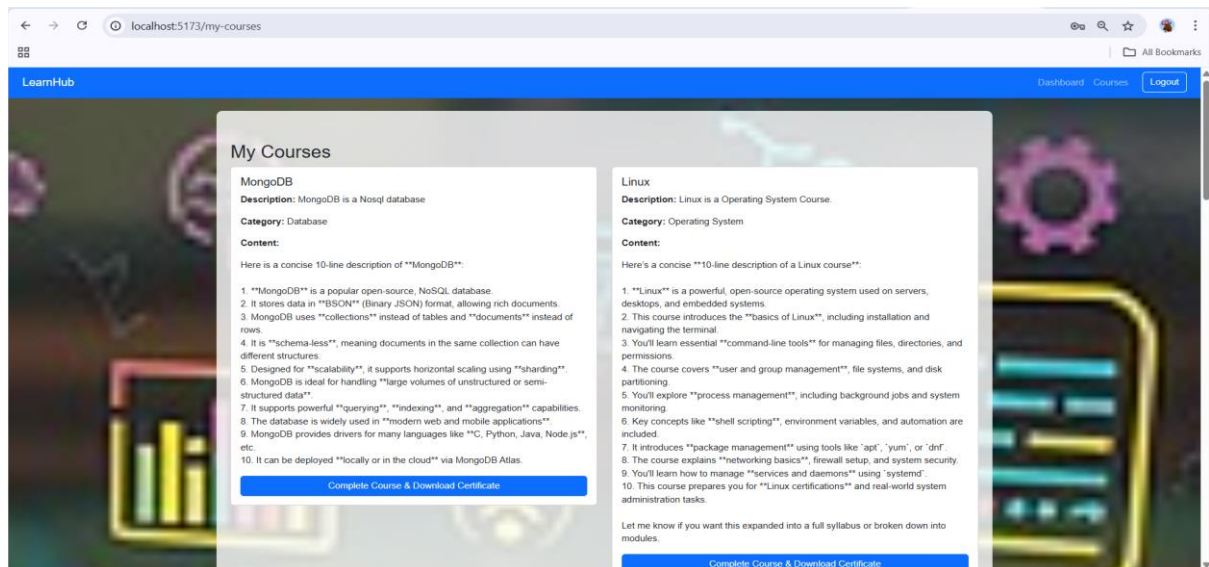 localhost:5173/my-courses
All Bookmarks
LearnHub
Dashboard Courses Logout
My Courses
MongoDB
Description: MongoDB is a Nosql database
Category: Database
Content:
Here is a concise 10-line description of **MongoDB**:
1. **MongoDB** is a popular open-source, NoSQL database.
2. It stores data in **BSON** (Binary JSON) format, allowing rich documents.
3. MongoDB uses **collections** instead of tables and **documents** instead of
rows.
4. It is **schema-less**, meaning documents in the same collection can have
different structures.
5. Designed for **scalability**, it supports horizontal scaling using **sharding**.
6. MongoDB is ideal for handling **large volumes of unstructured or semi-
structured data**.
7. It supports powerful **querying**, **indexing**, and **aggregation** capabilities.
8. The database is widely used in **modern web and mobile applications**.
9. MongoDB provides drivers for many languages like **C, Python, Java, Node.js**,
etc.
10. It can be deployed **locally or in the cloud** via MongoDB Atlas.
Complete Course & Download Certificate
Linux
Description: Linux is a Operating System Course.
Category: Operating System
Content:
Here's a concise **10-line description of a Linux course**:
1. **Linux** is a powerful, open-source operating system used on servers,
desktops, and embedded systems.
2. This course introduces the **basics of Linux**, including installation and
navigating the terminal.
3. You'll learn essential **command-line tools** for managing files, directories, and
permissions.
4. The course covers **user and group management**, file systems, and disk
partitioning.
5. You'll explore **process management**, including background jobs and system
monitoring.
6. Key concepts like **shell scripting**, environment variables, and automation are
included.
7. It introduces **package management** using tools like `apt`, `yum`, or `dnf`.
8. The course explains **networking basics**, firewall setup, and system security.
9. You'll learn how to manage **services and daemons** using `systemd`.
10. This course prepares you for **Linux certifications** and real-world system
administration tasks.
Let me know if you want this expanded into a full syllabus or broken down into
modules.
Complete Course & Download Certificate